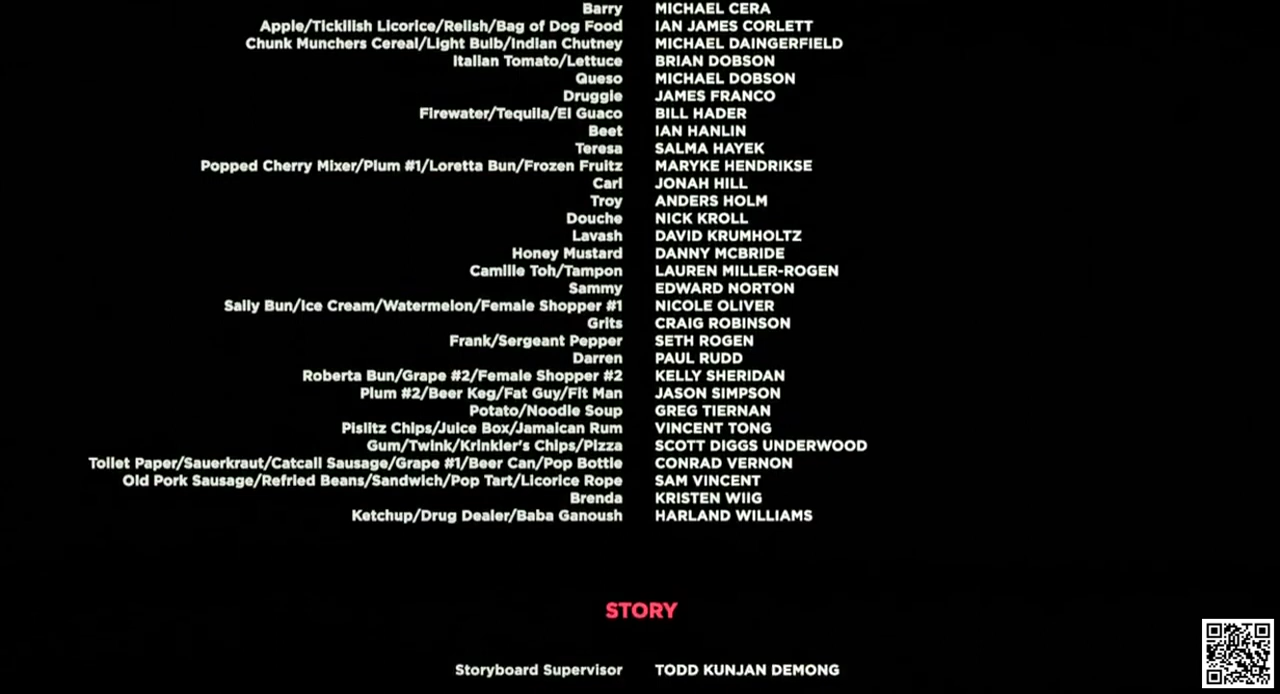 Barry MICHAEL CERA
Apple/Ticklish Licorice/Relish/Bag of Dog Food IAN JAMES CORLETT
Chunk Munchers Cereal/Light Bulb/Indian Chutney MICHAEL DAINGERFIELD
Italian Tomato/Lettuce BRIAN DOBSON
Queso MICHAEL DOBSON
Druggie JAMES FRANCO
Firewater/Tequila/El Guaco BILL HADER
Beet IAN HANLIN
Teresa SALMA HAYEK
Popped Cherry Mixer/Plum #1/Loretta Bun/Frozen Fruitz MARYKE HENDRIKSE
Carl JONAH HILL
Troy ANDERS HOLM
Douche NICK KROLL
Lavash DAVID KRUMHOLTZ
Honey Mustard DANNY MCBRIDE
Camille Toh/Tampon LAUREN MILLER-ROGEN
Sammy EDWARD NORTON
Sally Bun/Ice Cream/Watermelon/Female Shopper #1 NICOLE OLIVER
Grits CRAIG ROBINSON
Frank/Sergeant Pepper SETH ROGEN
Darren PAUL RUDD
Roberta Bun/Grape #2/Female Shopper #2 KELLY SHERIDAN
Plum #2/Beer Keg/Fat Guy/Fit Man JASON SIMPSON
Potato/Noodle Soup GREG TIERNAN
Pislitz Chips/Juice Box/Jamaican Rum VINCENT TONG
Gum/Twink/Krinkler's Chips/Pizza SCOTT DIGGS UNDERWOOD
Toilet Paper/Sauerkraut/Catcall Sausage/Grape #1/Beer Can/Pop Bottle CONRAD VERNON
Old Pork Sausage/Refried Beans/Sandwich/Pop Tart/Licorice Rope SAM VINCENT
Brenda KRISTEN WIIG
Ketchup/Drug Dealer/Baba Ganoush HARLAND WILLIAMS
STORY
Storyboard Supervisor TODD KUNJAN DEMONG